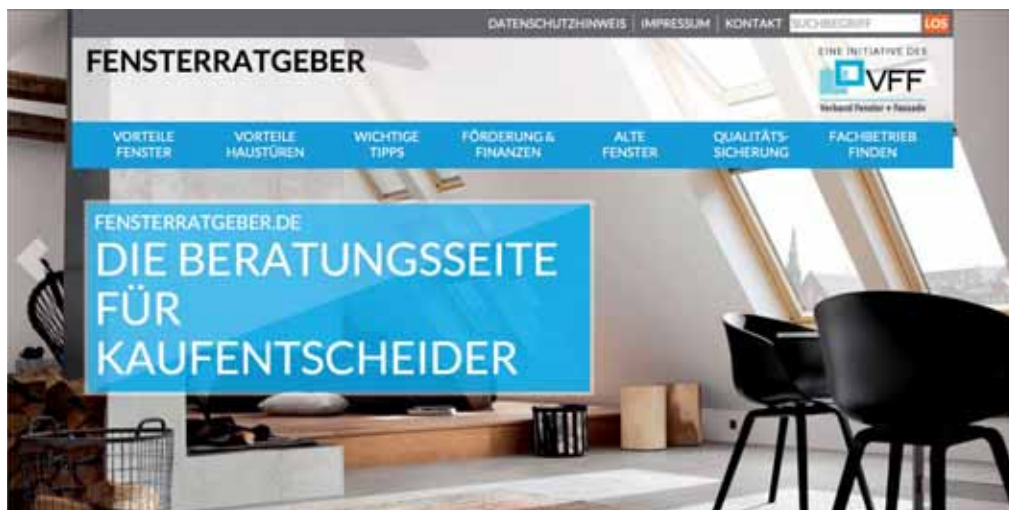 DATENSCHUTZHINWEIS | IMPRESSUM | KONTAKT SUCHBEGRIFF LOS
FENSTERRATGEBER
EINE INITIATIVE DES
VFF
Verband Fenster + Fassade
VORTEILE FENSTER
VORTEILE HAUSTÜREN
WICHTIGE TIPPS
FÖRDERUNG & FINANZEN
ALTE FENSTER
QUALITÄTS-
SICHERUNG
FACHBETRIEB FINDEN
FENSTERRATGEBER.DE
DIE BERATUNGSSEITE
FÜR
KAUFENTSCHEIDER